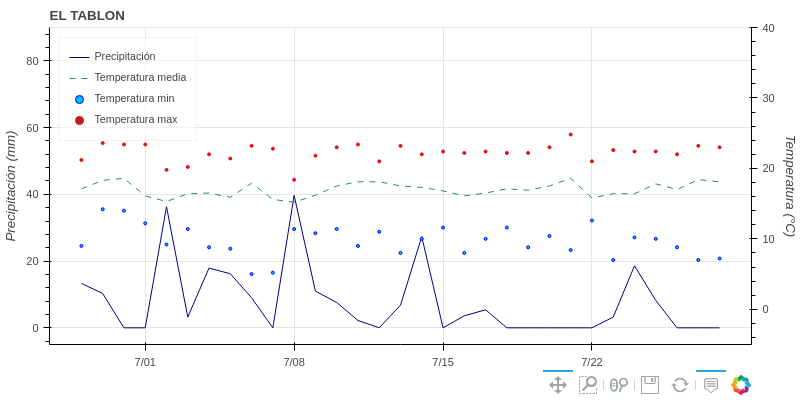 EL TABLON
Precipitación
Temperatura media
Temperatura min
Temperatura max
Precipitación (mm)
80
60
40
20
0
Temperatura (°C)
40
30
20
10
0
7/01
7/08
7/15
7/22